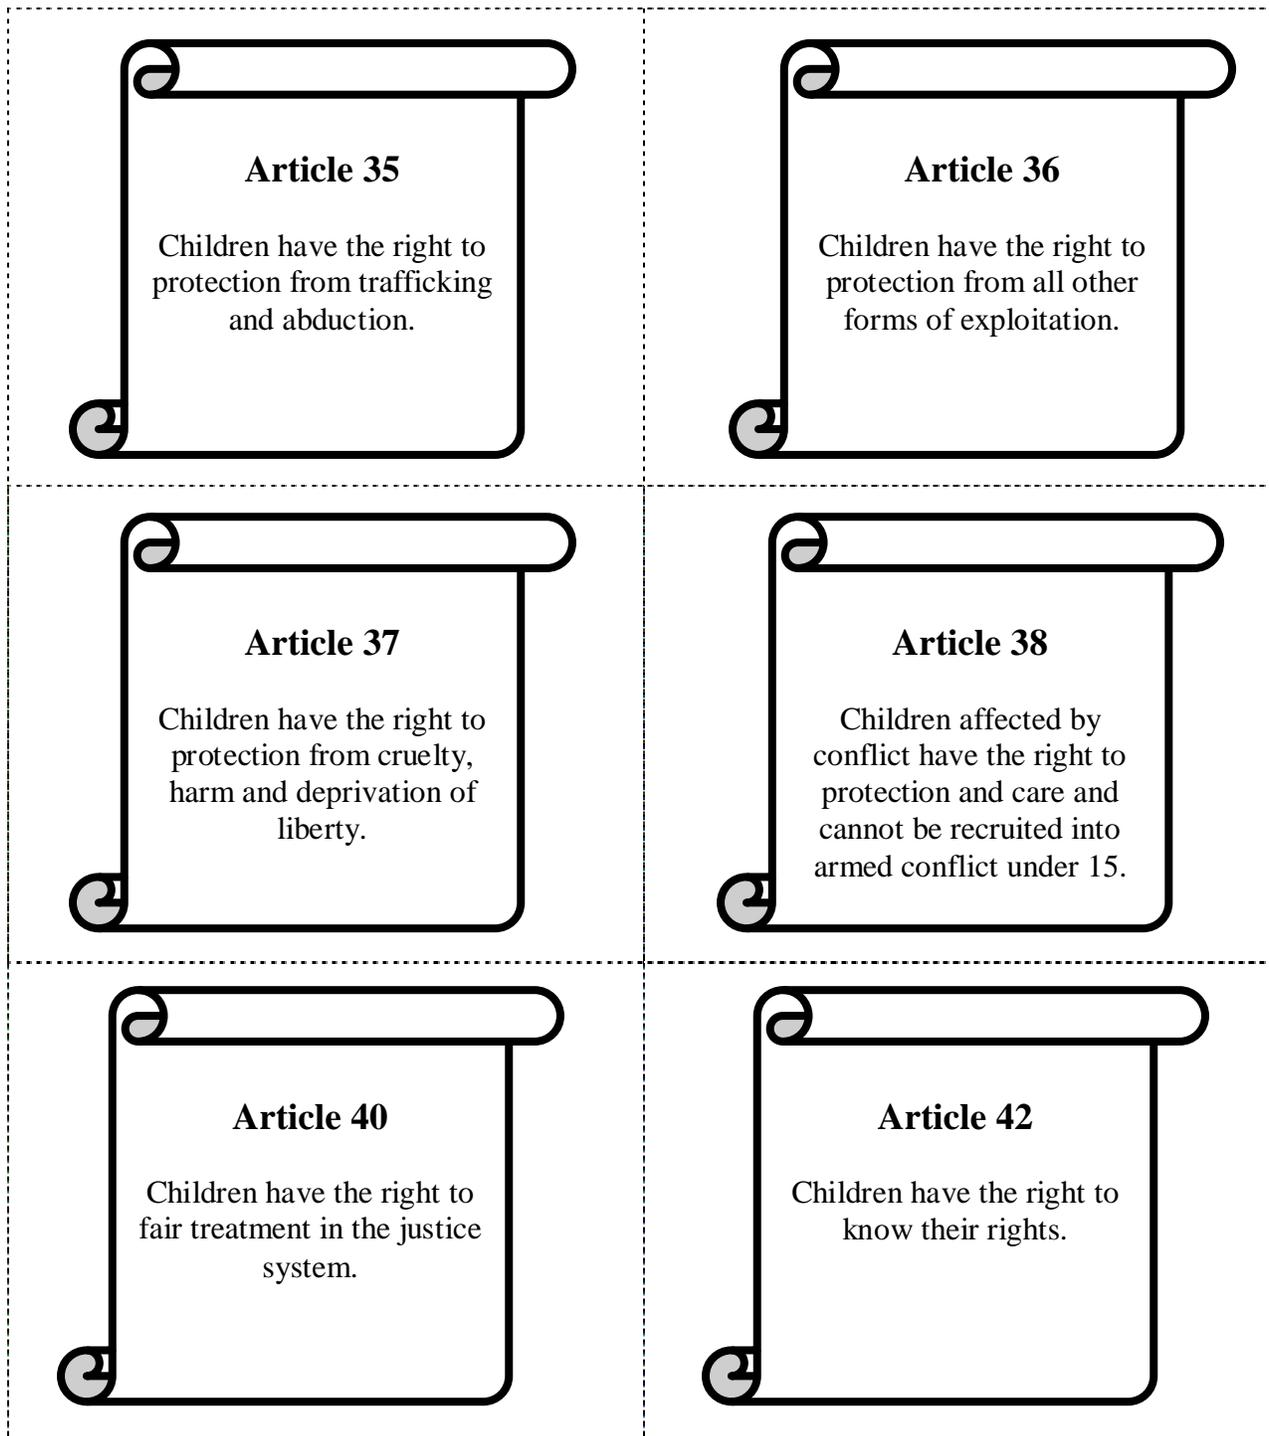 Article 35
Children have the right to
protection from trafficking
and abduction.
Article 36
Children have the right to
protection from all other
forms of exploitation.
Article 37
Children have the right to
protection from cruelty,
harm and deprivation of
liberty.
Article 38
Children affected by
conflict have the right to
protection and care and
cannot be recruited into
armed conflict under 15.
Article 40
Children have the right to
fair treatment in the justice
system.
Article 42
Children have the right to
know their rights.